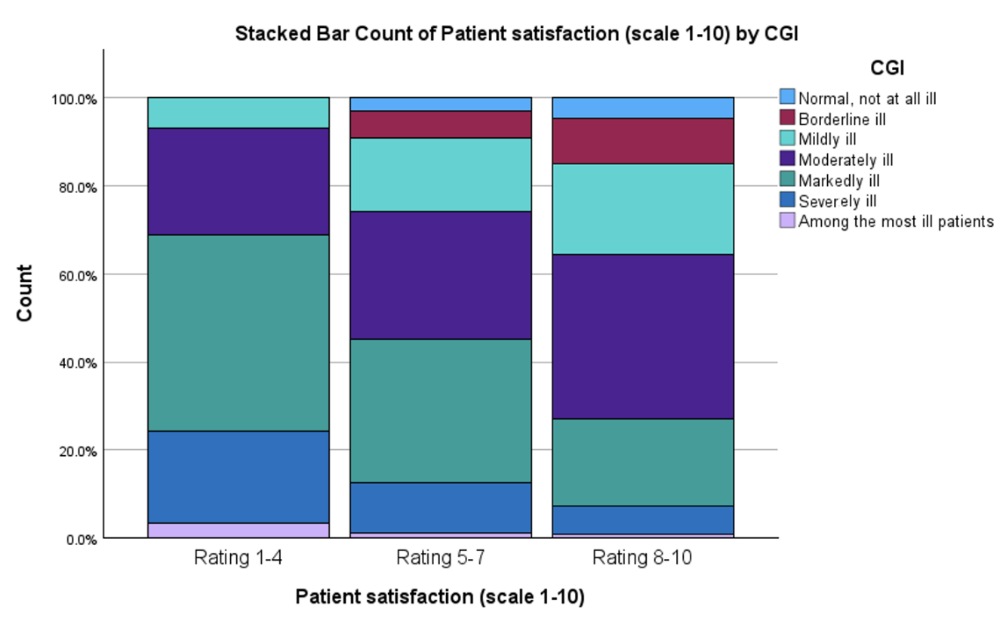 Stacked Bar Count of Patient satisfaction (scale 1-10) by CGI
CGI
Normal, not at all ill
Borderline ill
Mildly ill
Moderately ill
Markedly ill
Severely ill
Among the most ill patients
Count
100.0%
80.0%
60.0%
40.0%
20.0%
0.0%
Rating 1-4
Rating 5-7
Rating 8-10
Patient satisfaction (scale 1-10)